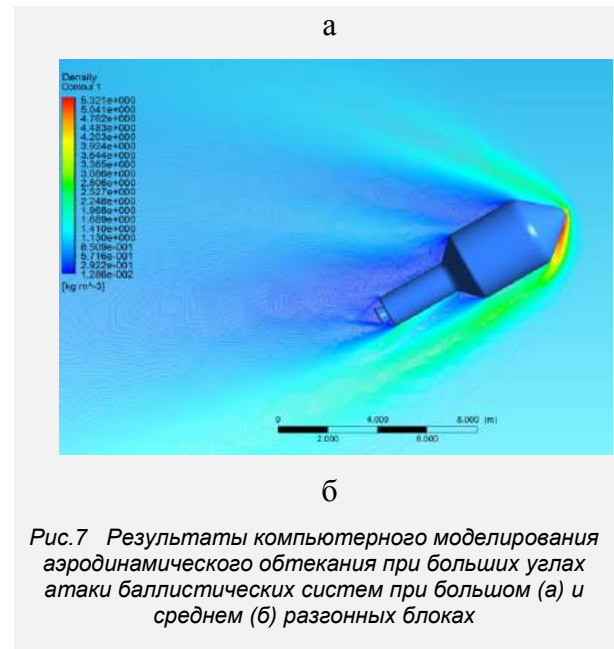 а
Density
Contour 1
5.321e+000
5.041e+000
4.762e+000
4.483e+000
4.203e+000
3.924e+000
3.644e+000
3.365e+000
3.086e+000
2.806e+000
2.527e+000
2.248e+000
1.968e+000
1.689e+000
1.410e+000
1.130e+000
8.509e-001
5.716e-001
2.922e-001
1.286e-002
[kg m^-3]
0 4.000 8.000 (m)
2.000 6.000
б
Рис.7 Результаты компьютерного моделирования
аэродинамического обтекания при больших углах
атаки баллистических систем при большом (а) и
среднем (б) разгонных блоках